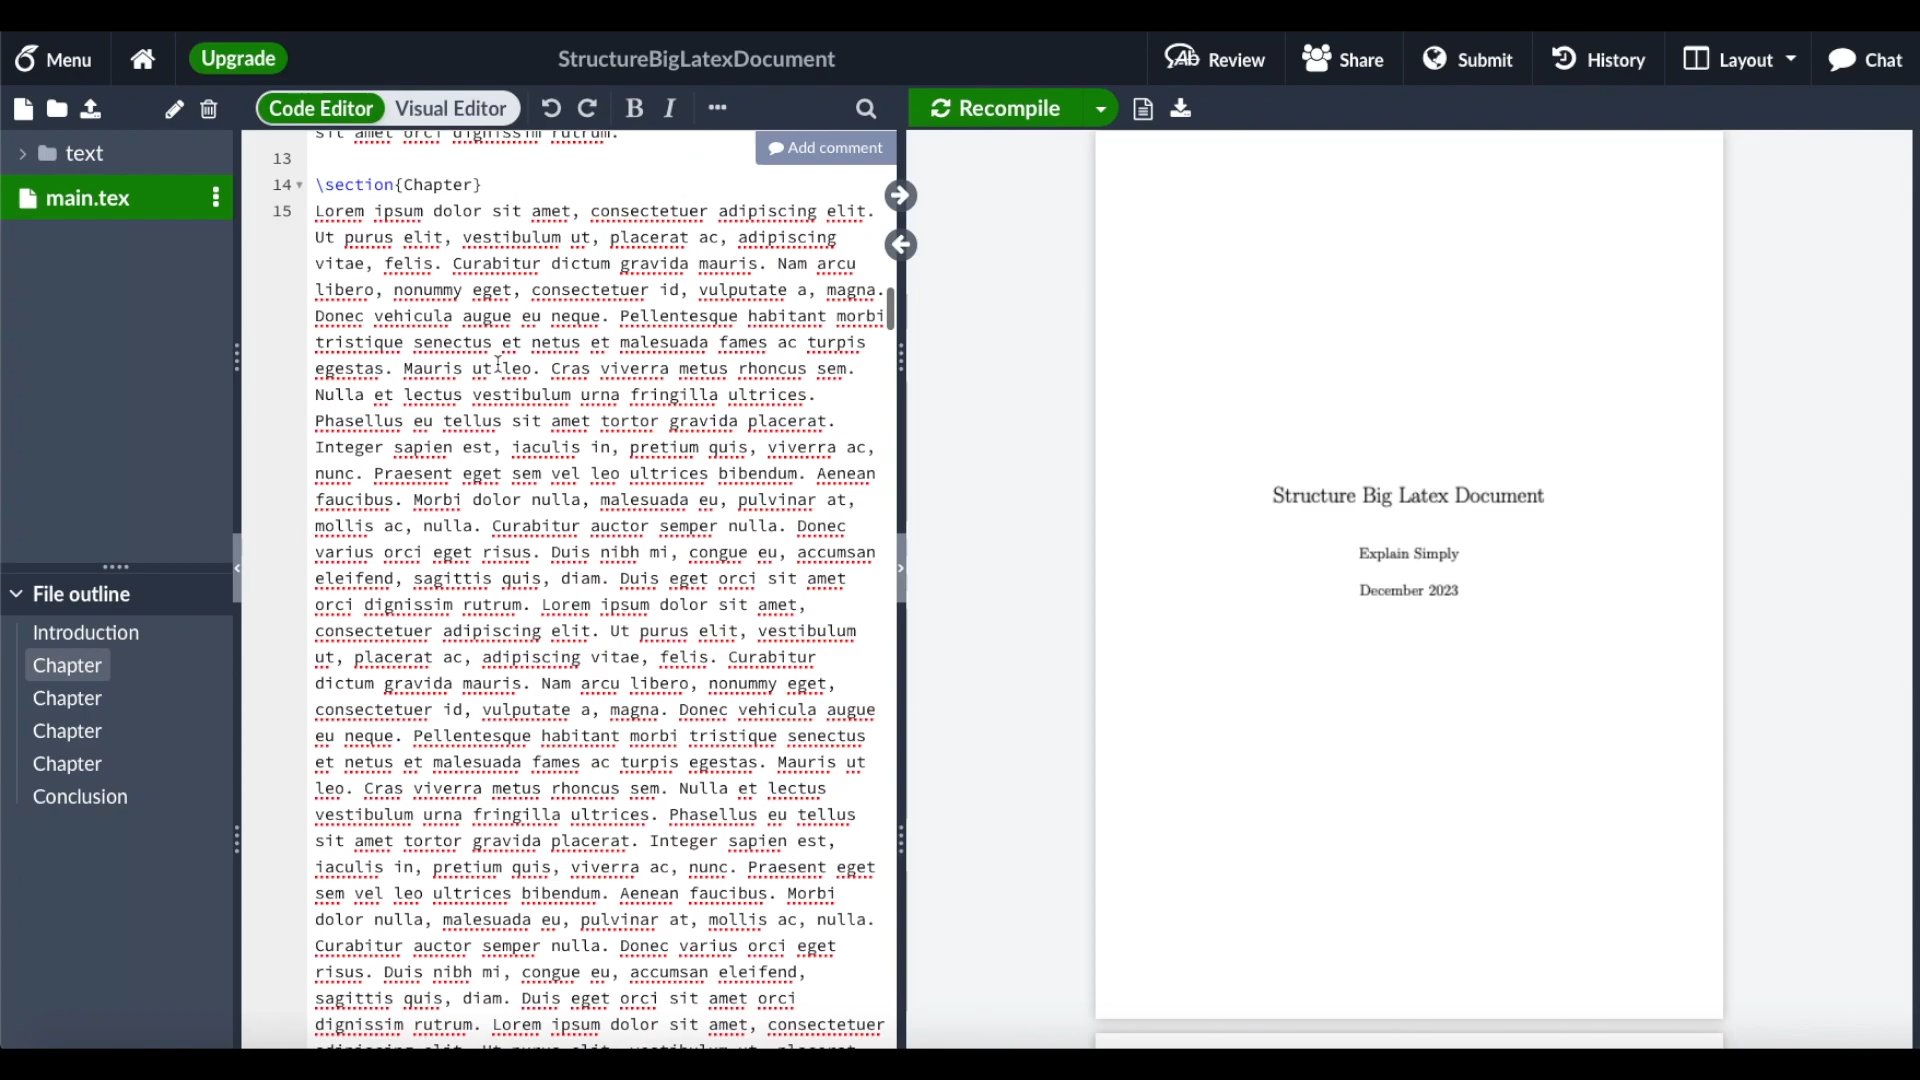 Menu
Upgrade
StructureBigLatexDocument
Review
Share
Submit
History
Layout
Chat
Code Editor
Visual Editor
B
I
Recompile
text
main.tex
File outline
Introduction
Chapter
Chapter
Chapter
Chapter
Conclusion
sit amet orci dignissim rutrum.
Add comment
13
14 \section{Chapter}
15 Lorem ipsum dolor sit amet, consectetuer adipiscing elit.
Ut purus elit, vestibulum ut, placerat ac, adipiscing
vitae, felis. Curabitur dictum gravida mauris. Nam arcu
libero, nonummy eget, consectetuer id, vulputate a, magna.
Donec vehicula augue eu neque. Pellentesque habitant morbi
tristique senectus et netus et malesuada fames ac turpis
egestas. Mauris ut leo. Cras viverra metus rhoncus sem.
Nulla et lectus vestibulum urna fringilla ultrices.
Phasellus eu tellus sit amet tortor gravida placerat.
Integer sapien est, iaculis in, pretium quis, viverra ac,
nunc. Praesent eget sem vel leo ultrices bibendum. Aenean
faucibus. Morbi dolor nulla, malesuada eu, pulvinar at,
mollis ac, nulla. Curabitur auctor semper nulla. Donec
varius orci eget risus. Duis nibh mi, congue eu, accumsan
eleifend, sagittis quis, diam. Duis eget orci sit amet
orci dignissim rutrum. Lorem ipsum dolor sit amet,
consectetuer adipiscing elit. Ut purus elit, vestibulum
ut, placerat ac, adipiscing vitae, felis. Curabitur
dictum gravida mauris. Nam arcu libero, nonummy eget,
consectetuer id, vulputate a, magna. Donec vehicula augue
eu neque. Pellentesque habitant morbi tristique senectus
et netus et malesuada fames ac turpis egestas. Mauris ut
leo. Cras viverra metus rhoncus sem. Nulla et lectus
vestibulum urna fringilla ultrices. Phasellus eu tellus
sit amet tortor gravida placerat. Integer sapien est,
iaculis in, pretium quis, viverra ac, nunc. Praesent eget
sem vel leo ultrices bibendum. Aenean faucibus. Morbi
dolor nulla, malesuada eu, pulvinar at, mollis ac, nulla.
Curabitur auctor semper nulla. Donec varius orci eget
risus. Duis nibh mi, congue eu, accumsan eleifend,
sagittis quis, diam. Duis eget orci sit amet orci
dignissim rutrum. Lorem ipsum dolor sit amet, consectetuer
Structure Big Latex Document
Explain Simply
December 2023